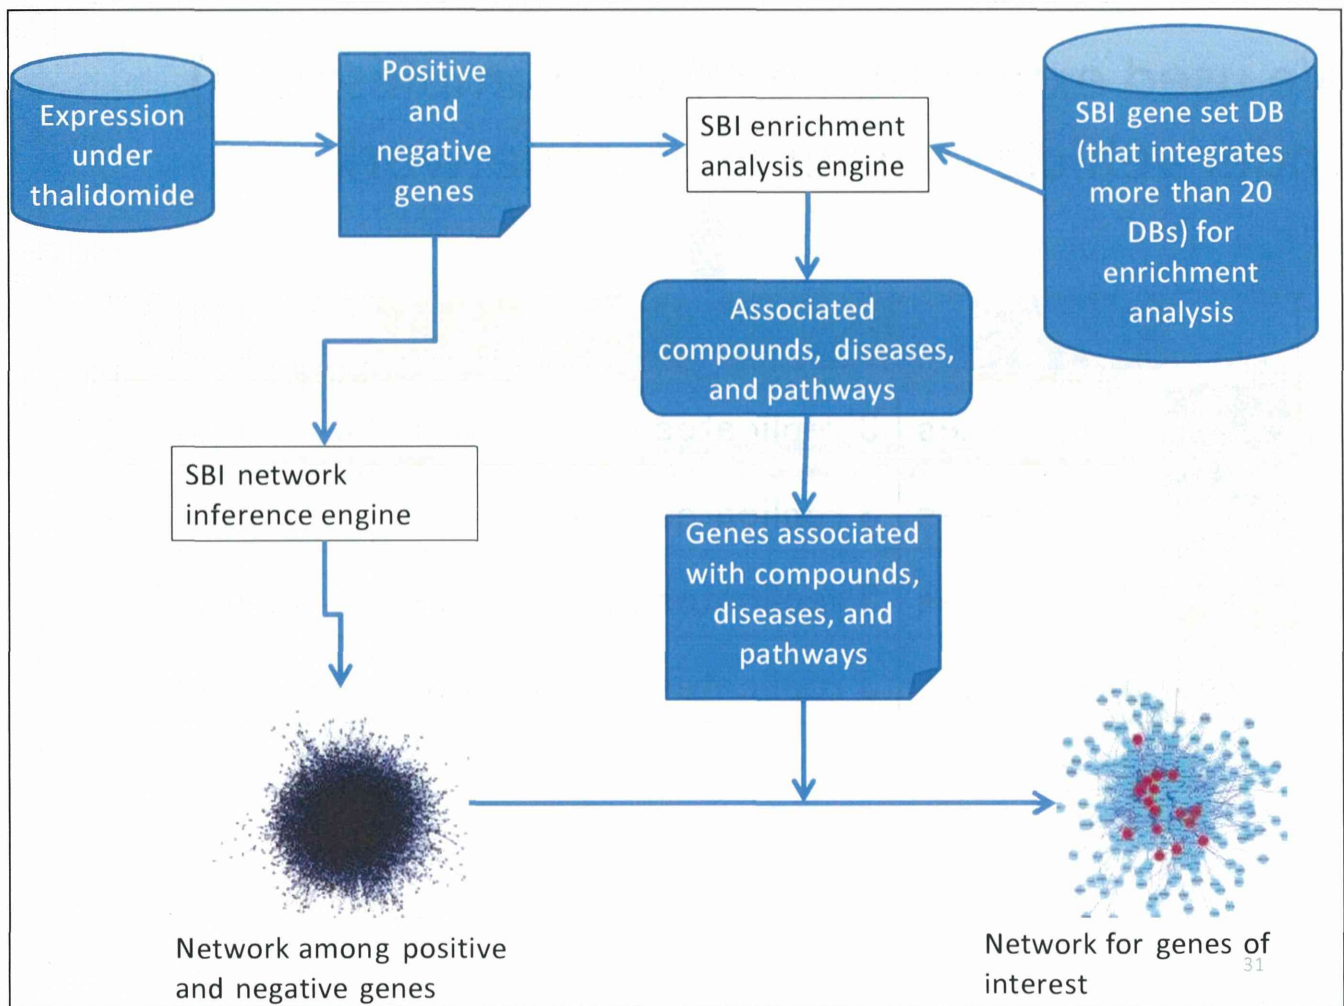 Expression
under
thalidomide
Positive
and
negative
genes
SBI enrichment
analysis engine
SBI gene set DB
(that integrates
more than 20
DBs) for
enrichment
analysis
Associated
compounds, diseases,
and pathways
SBI network
inference engine
Genes associated
with compounds,
diseases, and
pathways
Network among positive
and negative genes
Network for genes of
interest
31